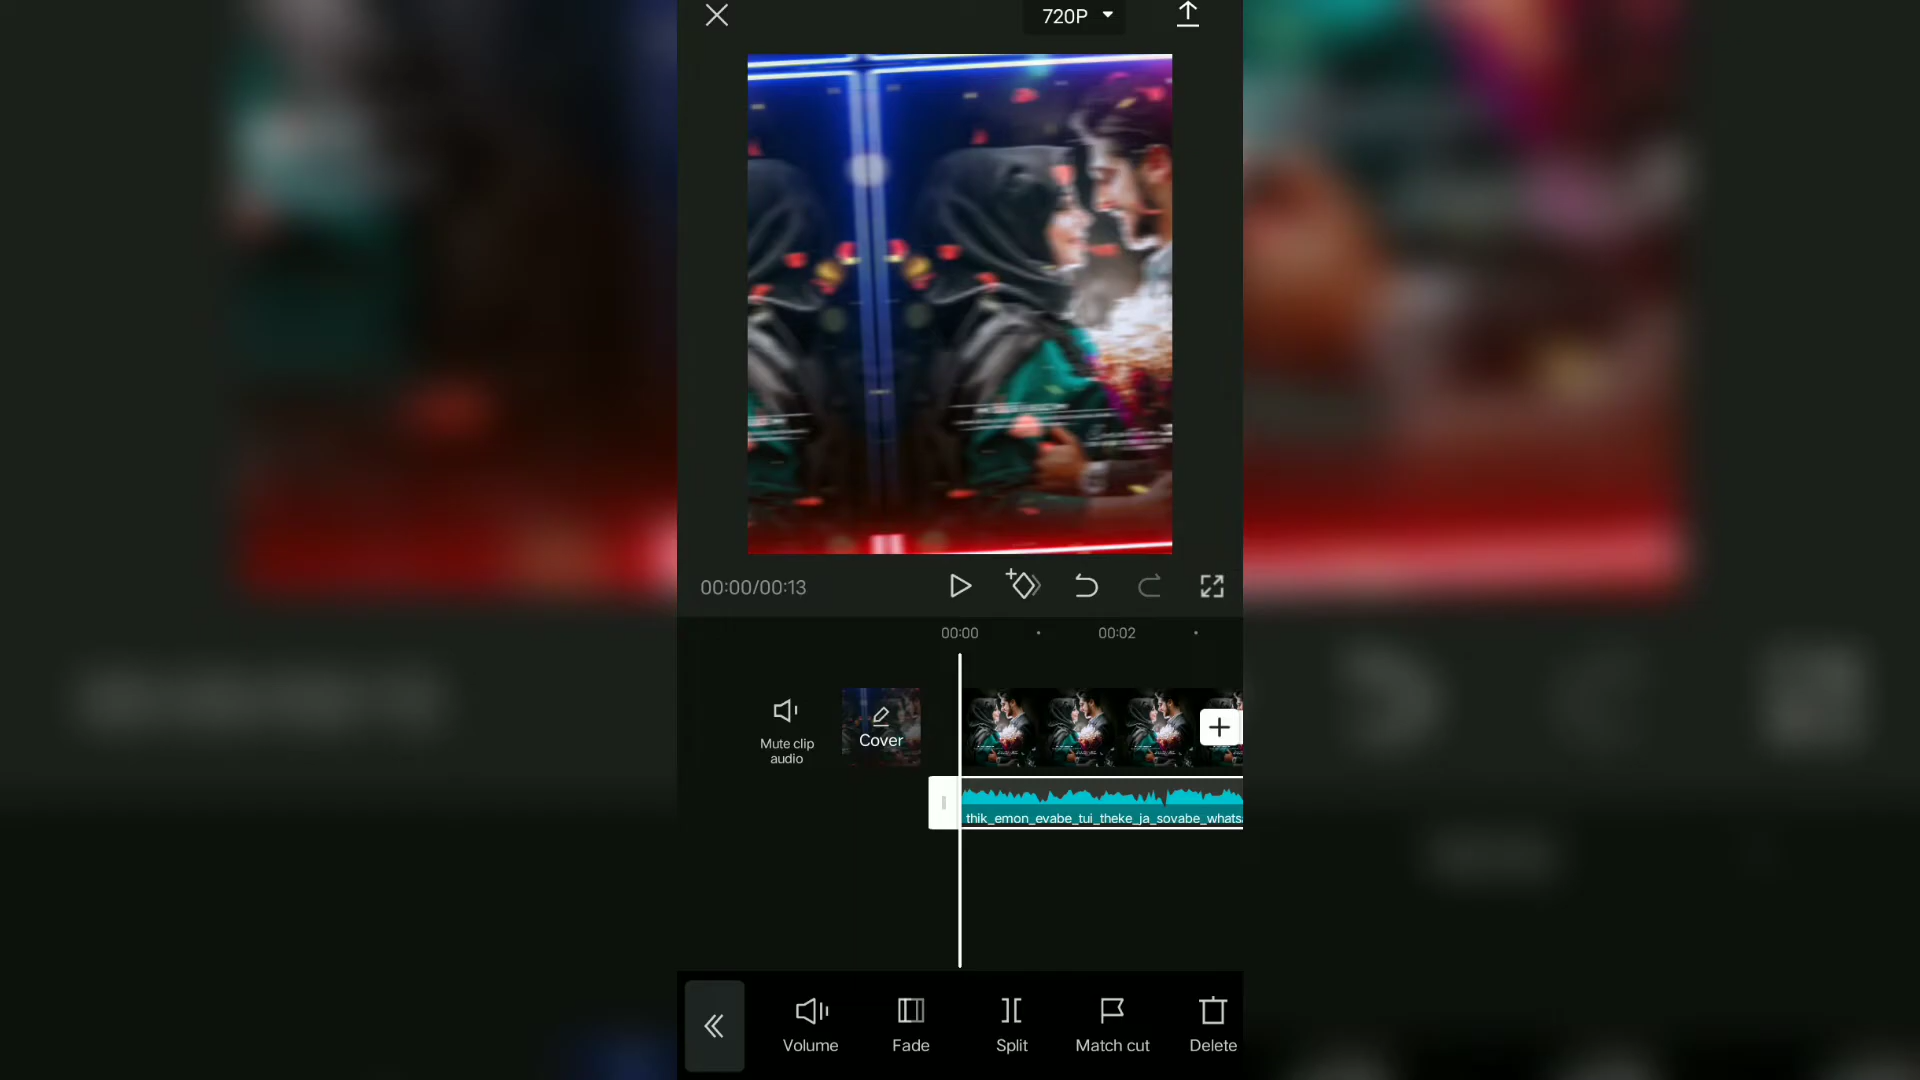 720P
00:00/00:13
00:00
00:02
Mute clip
audio
Cover
thik_emon_evabe_tui_theke_ja_sovabe_whats
Volume
Fade
Split
Match cut
Delete